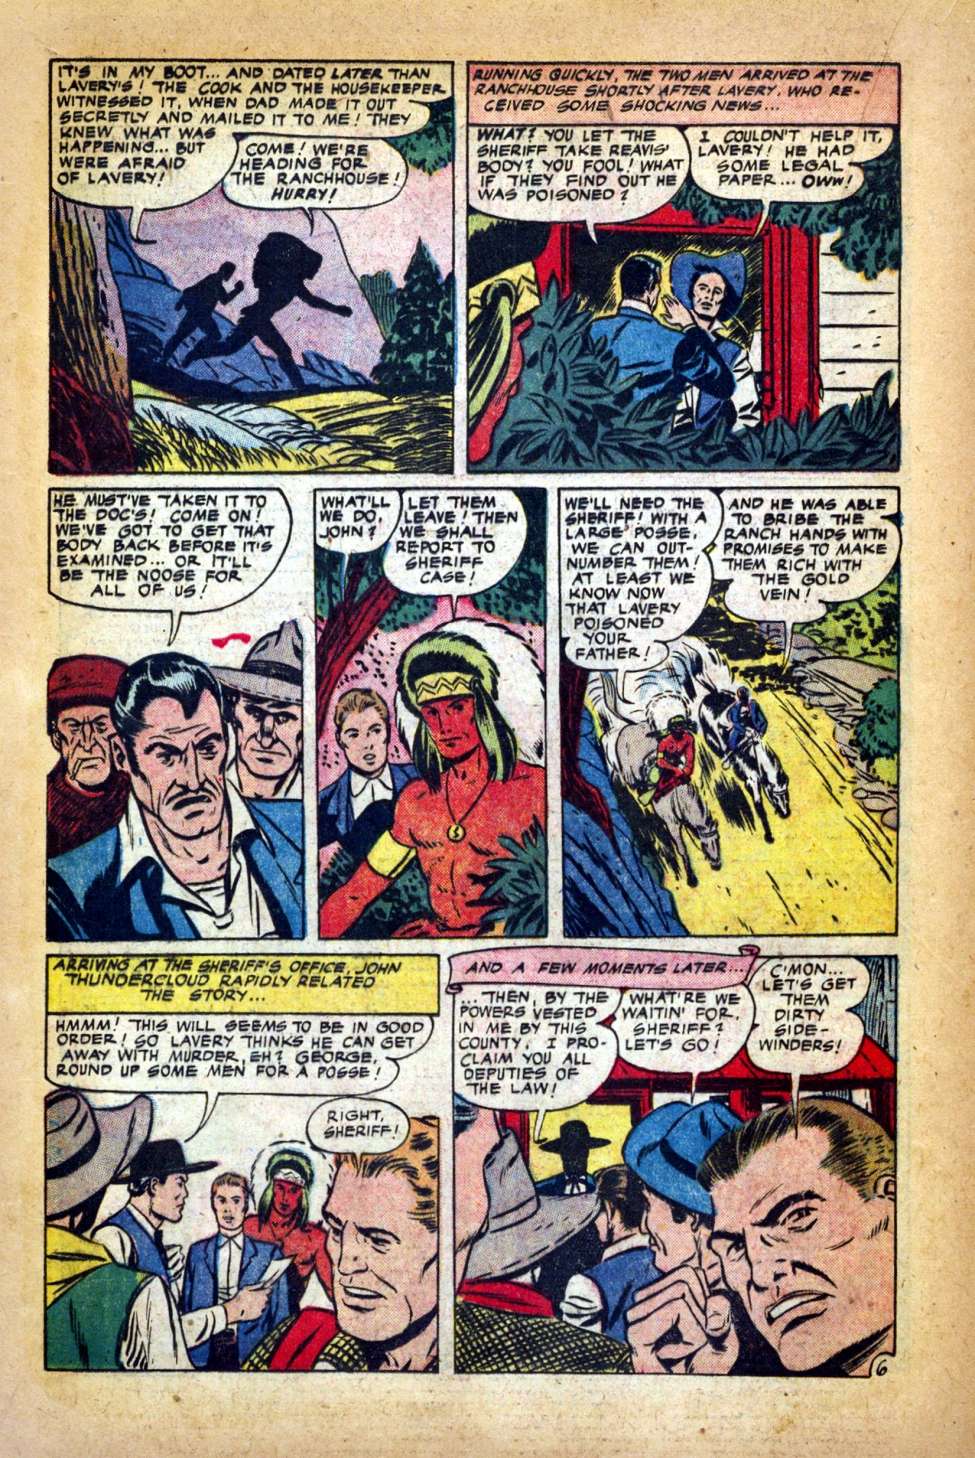 IT'S IN MY BOOT... AND DATED LATER THAN
LAVERY'S! THE COOK AND THE HOUSEKEEPER
WITNESSED IT, WHEN DAD MADE IT OUT
SECRETLY AND MAILED IT TO ME! THEY
KNEW WHAT WAS
HAPPENING... BUT
WERE AFRAID
OF LAVERY!
COME! WE'RE
HEADING FOR
THE RANCHHOUSE!
HURRY!
RUNNING QUICKLY, THE TWO MEN ARRIVED AT THE
RANCHHOUSE SHORTLY AFTER LAVERY, WHO RE-
CEIVED SOME SHOCKING NEWS...
WHAT? YOU LET THE
SHERIFF TAKE REAVIS'
BODY? YOU FOOL! WHAT
IF THEY FIND OUT HE
WAS POISONED?
I COULDN'T HELP IT,
LAVERY! HE HAD
SOME LEGAL
PAPER... OWW!
HE MUST'VE TAKEN IT TO
THE DOC'S! COME ON!
WE'VE GOT TO GET THAT
BODY BACK BEFORE IT'S
EXAMINED... OR IT'LL
BE THE NOOSE FOR
ALL OF US!
WHAT'LL
WE DO,
JOHN?
LET THEM
LEAVE! THEN
WE SHALL
REPORT TO
SHERIFF
CASE!
WE'LL NEED THE
SHERIFF! WITH A
LARGE POSSE,
WE CAN OUT-
NUMBER THEM!
AT LEAST WE
KNOW NOW
THAT LAVERY
POISONED
YOUR
FATHER!
AND HE WAS ABLE
TO BRIBE THE
RANCH HANDS WITH
PROMISES TO MAKE
THEM RICH WITH
THE GOLD
VEIN!
ARRIVING AT THE SHERIFF'S OFFICE, JOHN
THUNDERCLOUD RAPIDLY RELATED
THE STORY...
HMMM! THIS WILL SEEMS TO BE IN GOOD
ORDER! SO LAVERY THINKS HE CAN GET
AWAY WITH MURDER, EH? GEORGE,
ROUND UP SOME MEN FOR A POSSE!
RIGHT,
SHERIFF!
AND A FEW MOMENTS LATER...
...THEN, BY THE
POWERS VESTED
IN ME BY THIS
COUNTY, I PRO-
CLAIM YOU ALL
DEPUTIES OF
THE LAW!
WHAT'RE WE
WAITIN' FOR,
SHERIFF?
LET'S GO!
C'MON...
LET'S GET
THEM
DIRTY
SIDE-
WINDERS!
6